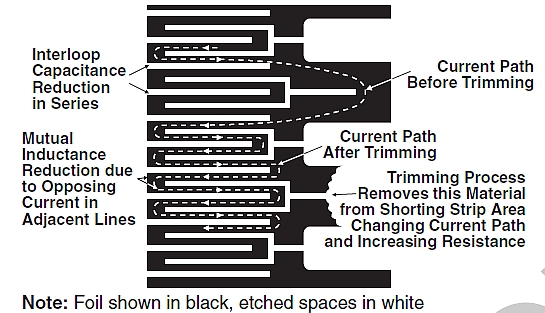 Interloop
Capacitance
Reduction
in Series
Current Path
Before Trimming
Mutual
Inductance
Reduction due
to Opposing
Current in
Adjacent Lines
Current Path
After Trimming
Trimming Process
Removes this Material
from Shorting Strip Area
Changing Current Path
and Increasing Resistance
Note: Foil shown in black, etched spaces in white